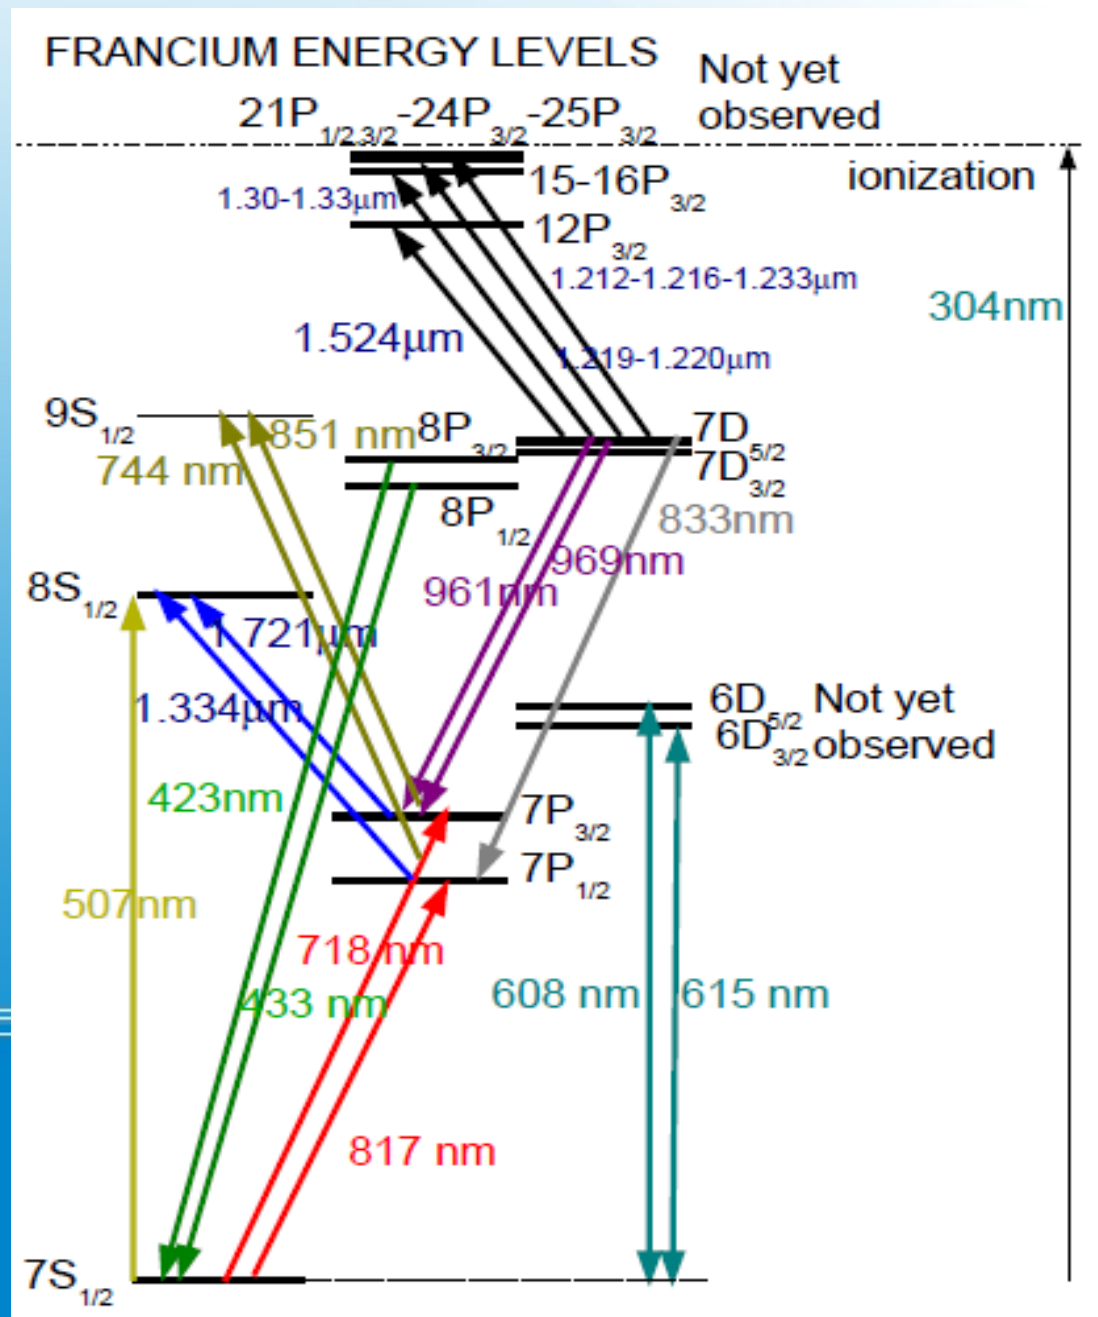 FRANCIUM ENERGY LEVELS
Not yet
observed
21P1/2,3/2-24P3/2-25P3/2
ionization
15-16P3/2
1.30-1.33μm
12P3/2
1.212-1.216-1.233μm
304nm
1.524μm
1.219-1.220μm
9S1/2
851 nm
8P3/2
7D5/2
7D3/2
744 nm
8P1/2
833nm
969nm
961nm
8S1/2
1.721μm
1.334μm
6D5/2 Not yet
6D3/2 observed
423nm
7P3/2
7P1/2
507nm
718 nm
433 nm
608 nm
615 nm
817 nm
7S1/2